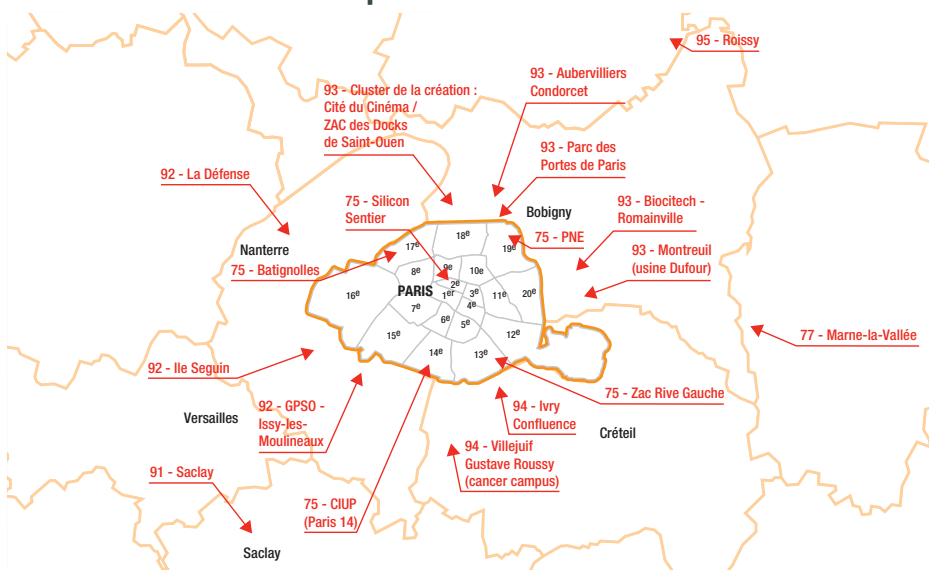 95 - Roissy
93 - Aubervilliers
Condorcet
93 - Cluster de la création :
Cité du Cinéma /
ZAC des Docks
de Saint-Ouen
93 - Parc des
Portes de Paris
92 - La Défense
75 - Silicon
Sentier
Bobigny
93 - Biocitech -
Romainville
Nanterre
75 - PNE
93 - Montreuil
(usine Dufour)
75 - Batignolles
17e
18e
19e
8e
9e
10e
2e
PARIS
1er
3e
11e
20e
16e
7e
4e
6e
5e
15e
12e
14e
13e
77 - Marne-la-Vallée
92 - Ile Seguin
75 - Zac Rive Gauche
92 - GPSO -
Issy-les-
Moulineaux
Versailles
94 - Ivry
Confluence
Créteil
94 - Villejuif
Gustave Roussy
(cancer campus)
91 - Saclay
75 - CIUP
(Paris 14)
Saclay